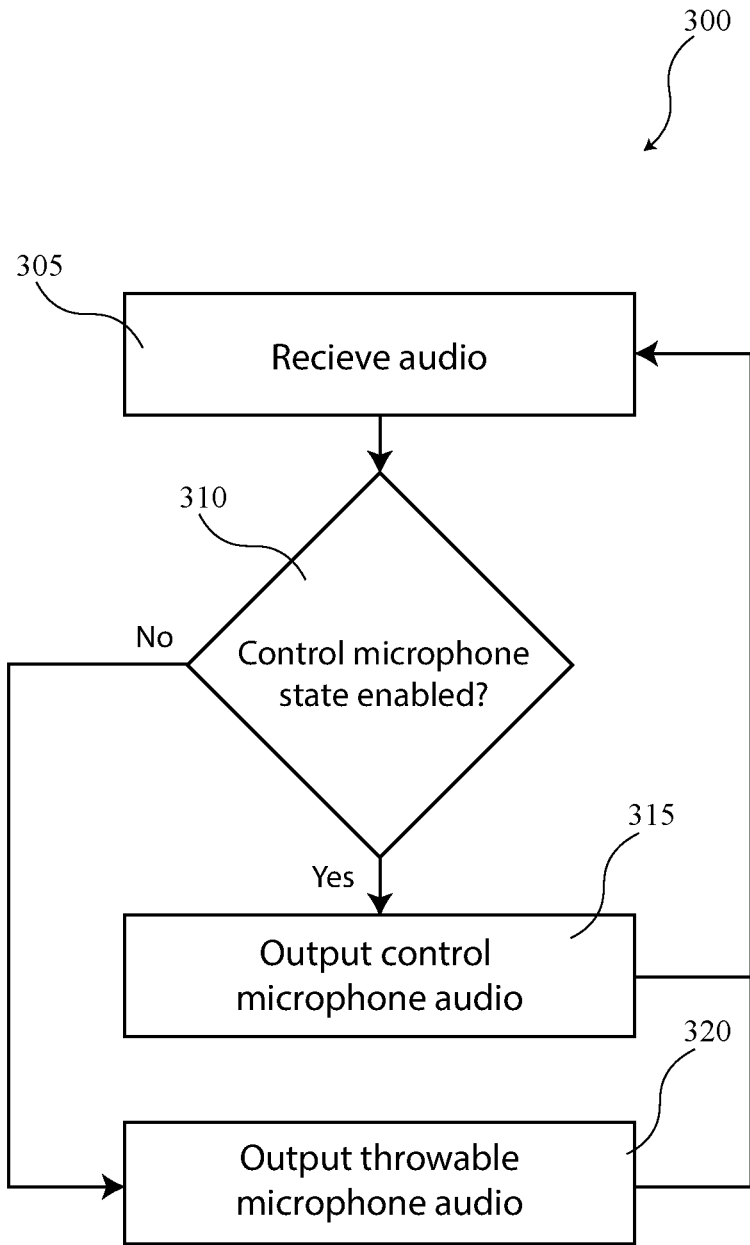 300
305
Recieve audio
310
No
Control microphone
state enabled?
315
Yes
Output control
microphone audio
320
Output throwable
microphone audio